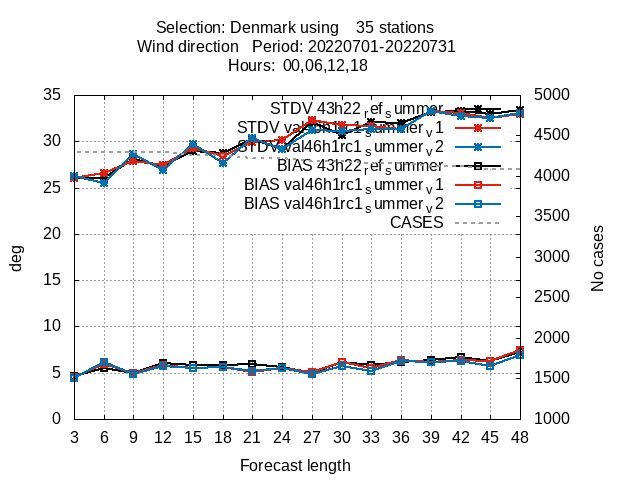 Selection: Denmark using    35 stations
Wind direction   Period: 20220701-20220731
Hours:  00,06,12,18
35
30
25
20
15
10
5
0
deg
5000
4500
4000
3500
3000
2500
2000
1500
1000
No cases
STDV 43h22_ref_summer
STDV val46h1rc1_summer_v1
STDV val46h1rc1_summer_v2
BIAS 43h22_ref_summer
BIAS val46h1rc1_summer_v1
BIAS val46h1rc1_summer_v2
CASES
3 6 9 12 15 18 21 24 27 30 33 36 39 42 45 48
Forecast length